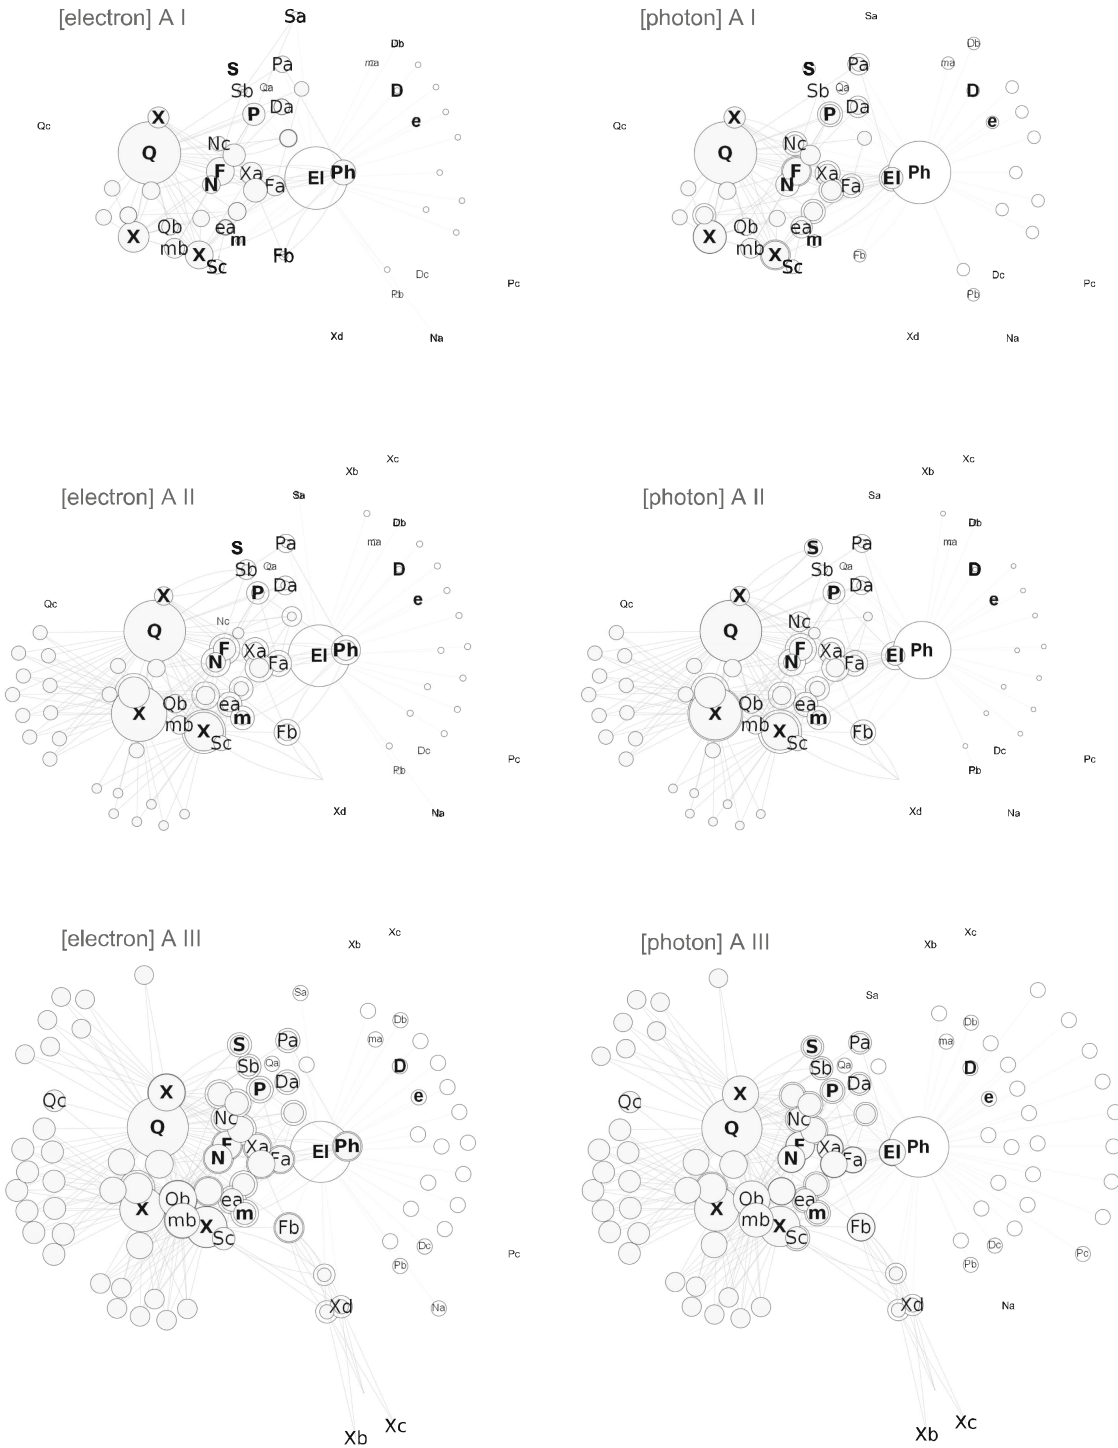 [electron] A I
Sa
Db
ma
S
Pa
Sb
Qa
D
X
P
Da
e
Qc
Q
Nc
F
Xa
N
Fa
El
Ph
X
Qb
ea
mb
m
X
Sc
Fb
Dc
Pb
Pc
Xd
Na
[photon] A I
Sa
Db
ma
S
Pa
Sb
Qa
D
X
P
Da
e
Qc
Q
Nc
F
Xa
N
Fa
El
Ph
X
Qb
ea
mb
m
X
Sc
Fb
Dc
Pb
Pc
Xd
Na
[electron] A II
Xc
Xb
Sa
Db
ma
S
Pa
Sb
Qa
D
X
P
Da
e
Qc
Q
Nc
F
Xa
N
Fa
El
Ph
X
Qb
ea
mb
m
X
Sc
Fb
Dc
Pb
Pc
Xd
Na
[photon] A II
Xc
Xb
Sa
Db
ma
S
Pa
Sb
Qa
D
X
P
Da
e
Qc
Q
Nc
F
Xa
N
Fa
El
Ph
X
Qb
ea
mb
m
X
Sc
Fb
Dc
Pb
Pc
Xd
Na
[electron] A III
Xc
Xb
Sa
Db
ma
S
Pa
Sb
Qa
D
X
P
Da
e
Qc
Q
Nc
F
Xa
N
Fa
El
Ph
X
Qb
ea
mb
m
X
Sc
Fb
Dc
Pb
Pc
Xd
Na
Xc
Xb
[photon] A III
Xc
Xb
Sa
Db
ma
S
Pa
Sb
Qa
D
X
P
Da
e
Qc
Q
Nc
F
Xa
N
Fa
El
Ph
X
Qb
ea
mb
m
X
Sc
Fb
Dc
Pb
Pc
Xd
Na
Xc
Xb